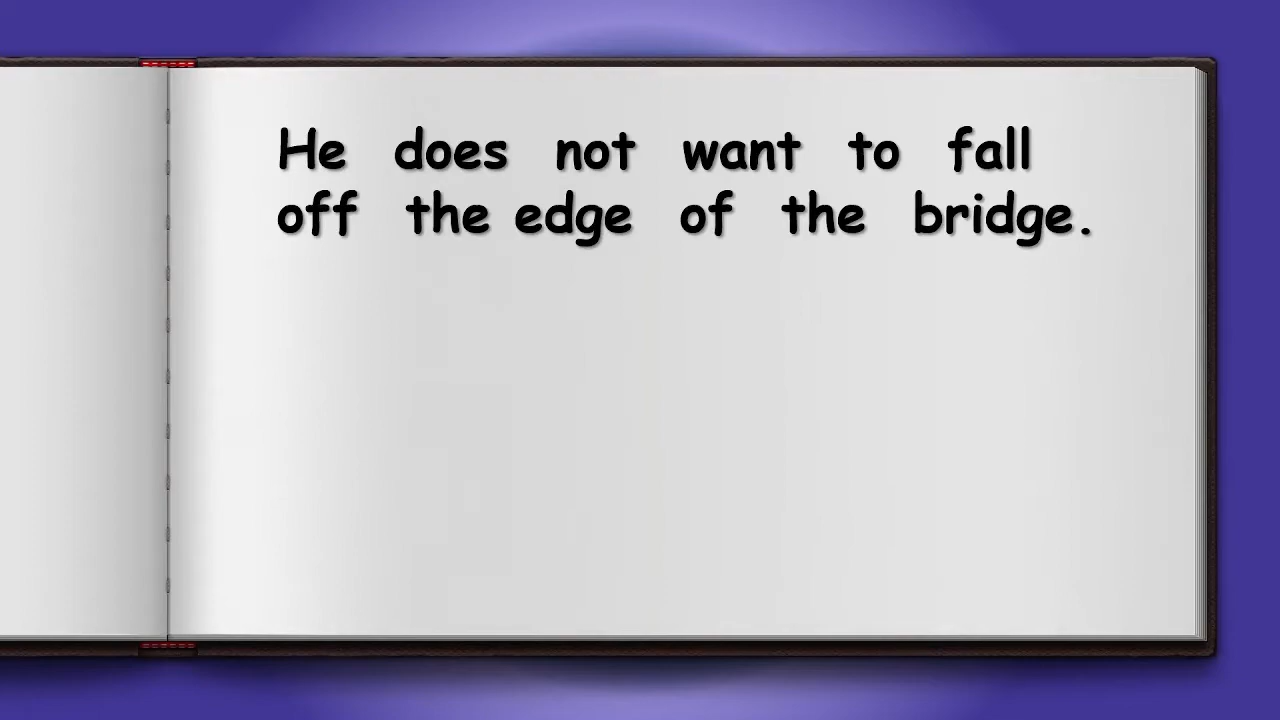 He does not want to fall
off the edge of the bridge.